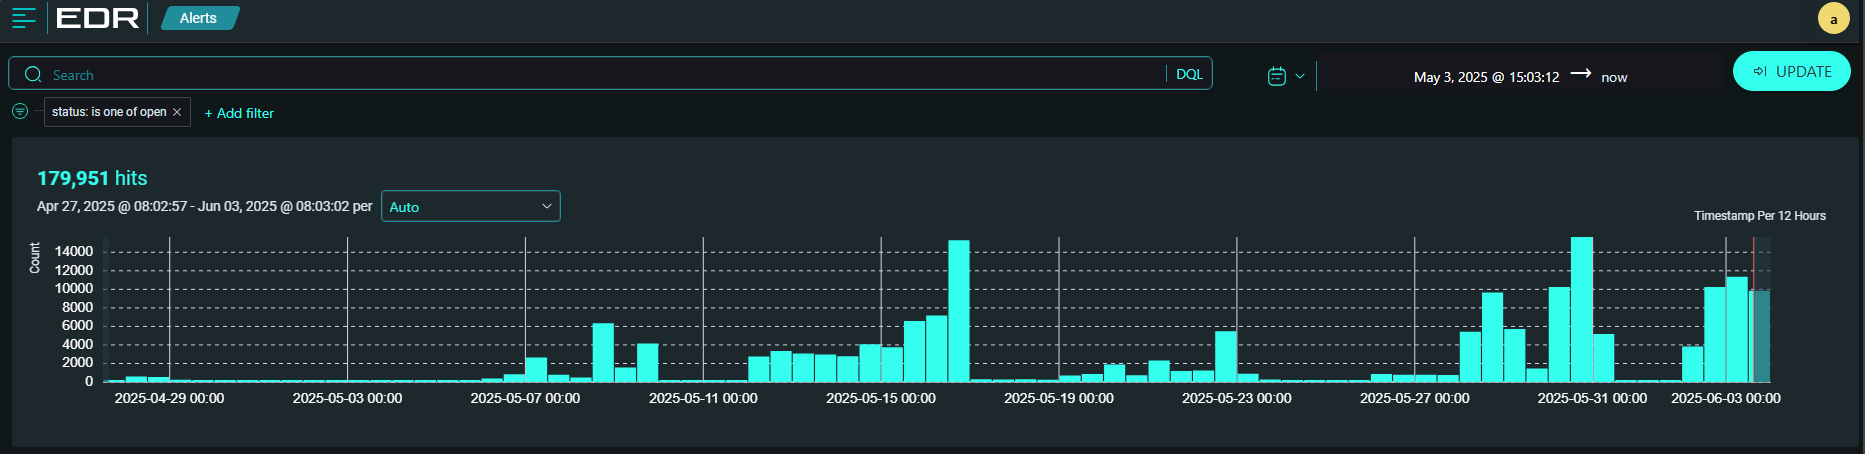 EDR Alerts a
Search DQL May 3, 2025 @ 15:03:12 → now UPDATE
status: is one of open × + Add filter
179,951 hits
Apr 27, 2025 @ 08:02:57 - Jun 03, 2025 @ 08:03:02 per Auto
Timestamp Per 12 Hours
Count
14000
12000
10000
8000
6000
4000
2000
0
2025-04-29 00:00 2025-05-03 00:00 2025-05-07 00:00 2025-05-11 00:00 2025-05-15 00:00 2025-05-19 00:00 2025-05-23 00:00 2025-05-27 00:00 2025-05-31 00:00 2025-06-03 00:00